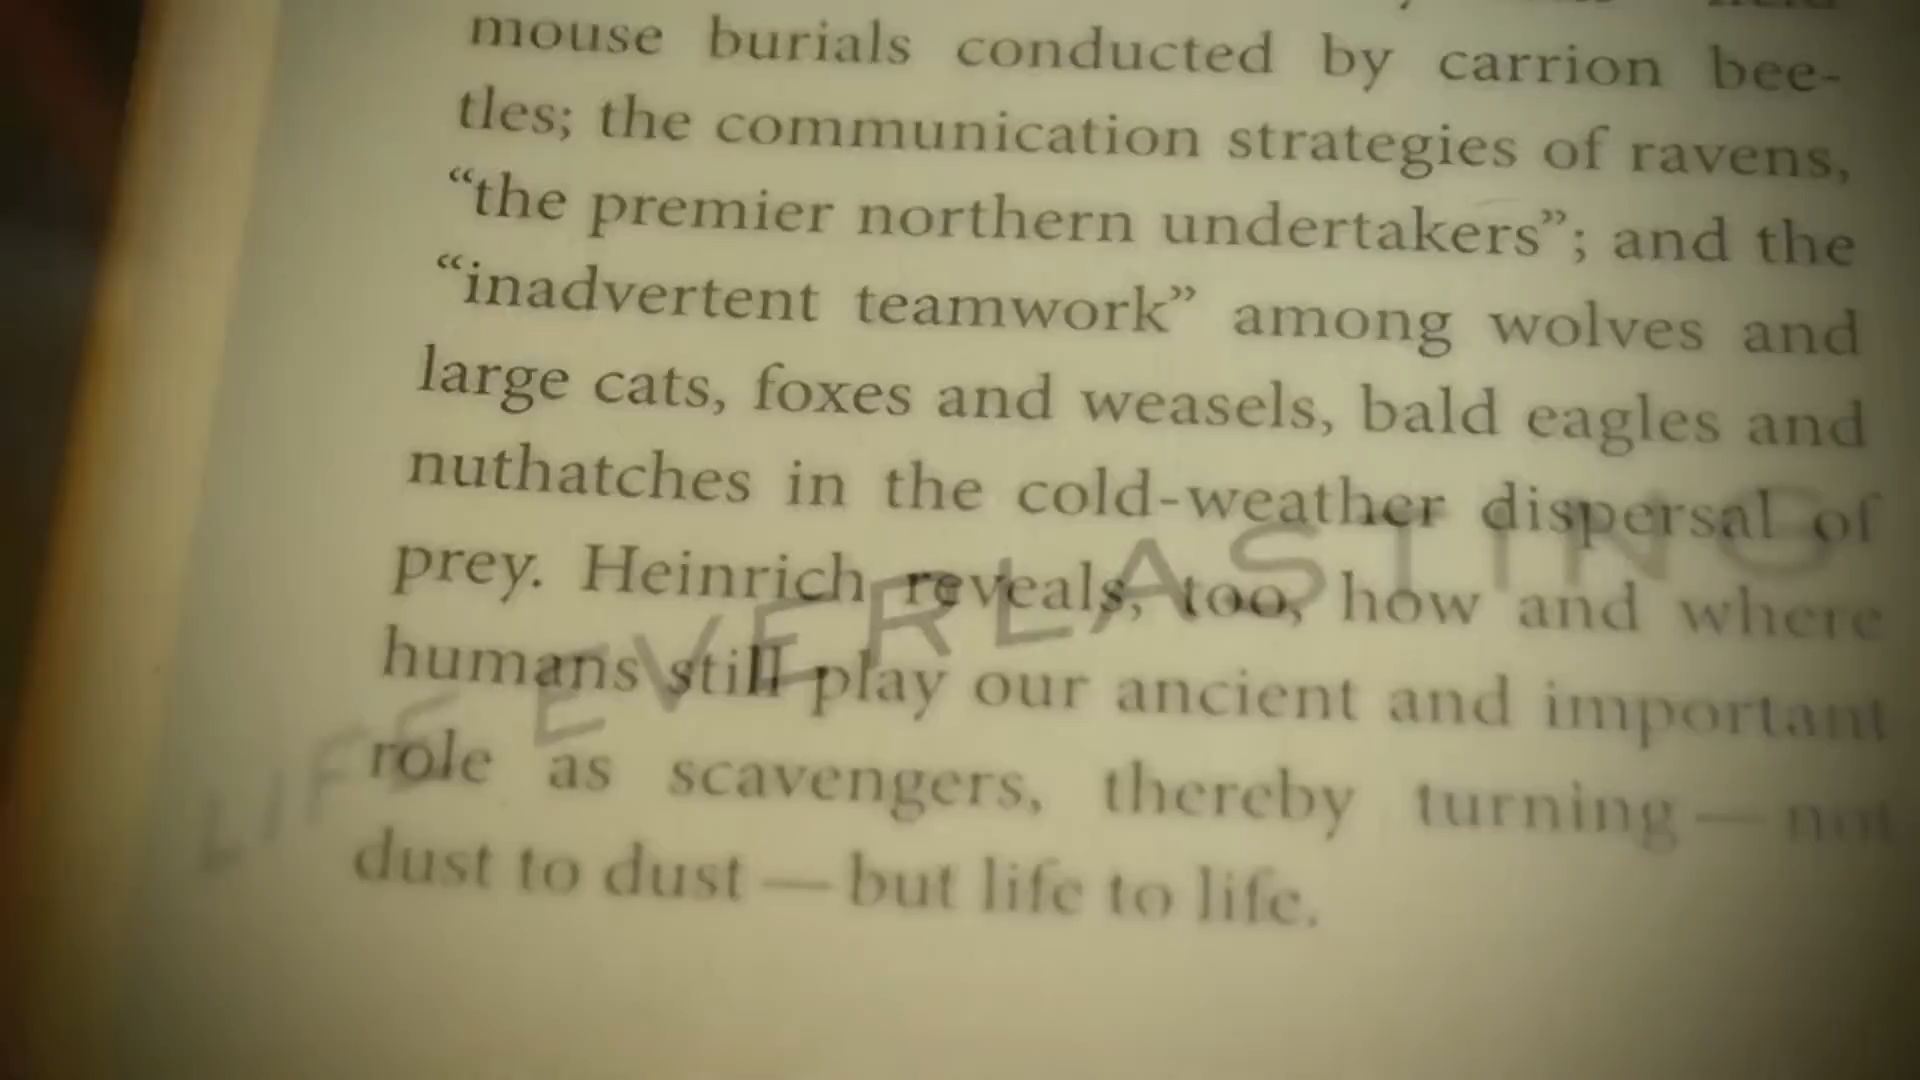 mouse burials conducted by carrion bee-
tles; the communication strategies of ravens,
“the premier northern undertakers”; and the
“inadvertent teamwork” among wolves and
large cats, foxes and weasels, bald eagles and
nuthatches in the cold-weather dispersal of
prey. Heinrich reveals, too, how and where
humans still play our ancient and important
role as scavengers, thereby turning — not
dust to dust — but life to life.
LIFE EVERLASTING